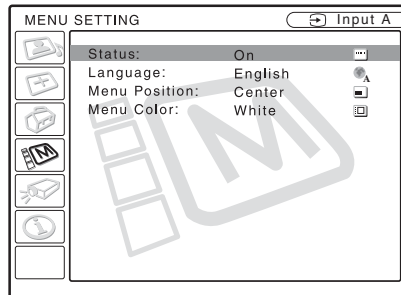 MENU SETTING Input A
Status: On
Language: English
Menu Position: Center
Menu Color: White